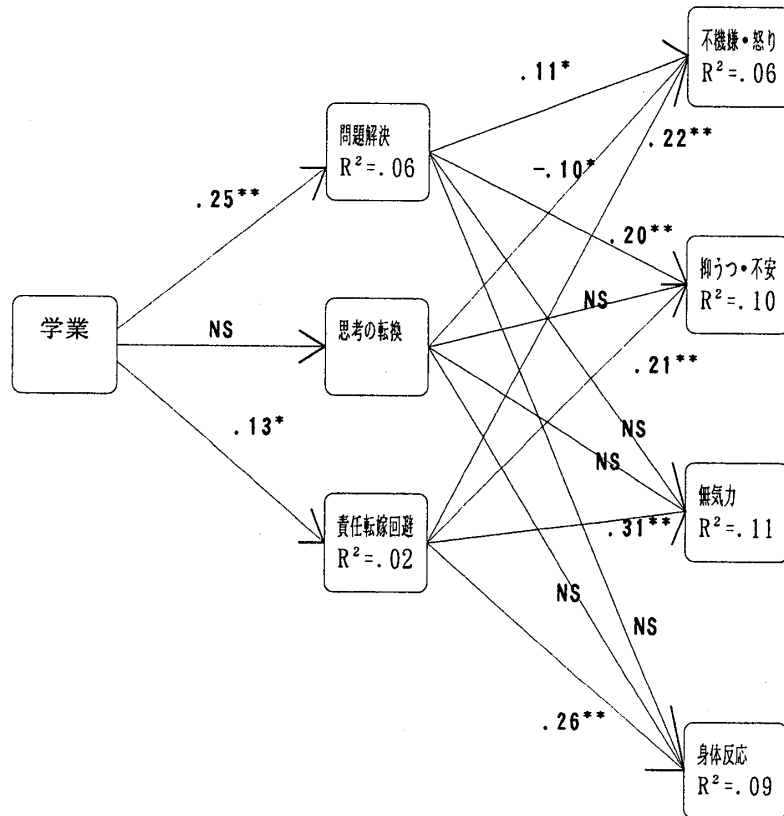 不機嫌・怒り
R²=.06
.11*
.22**
問題解決
R²=.06
-.10*
.25**
.20**
抑うつ・不安
R²=.10
学業
NS
思考の転換
NS
.21**
.13*
NS
NS
無気力
R²=.11
責任転嫁回避
R²=.02
.31**
NS
NS
.26**
身体反応
R²=.09